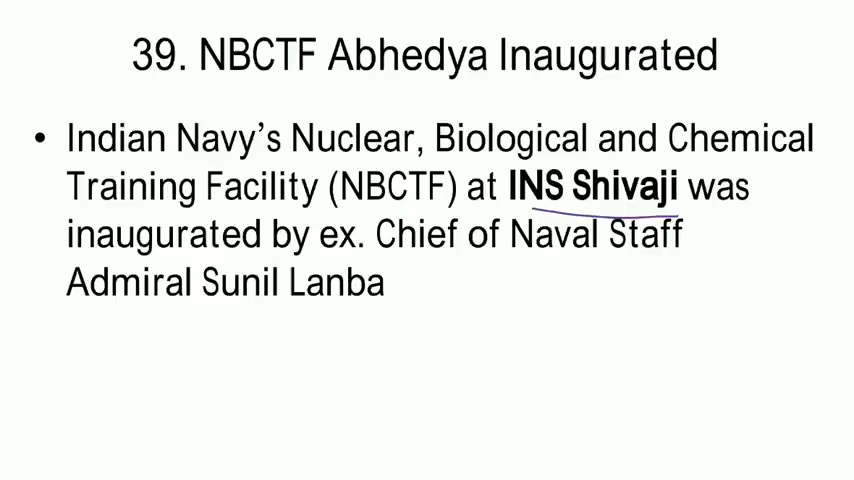 39. NBCTF Abhedya Inaugurated
• Indian Navy’s Nuclear, Biological and Chemical
Training Facility (NBCTF) at INS Shivaji was
inaugurated by ex. Chief of Naval Staff
Admiral Sunil Lanba